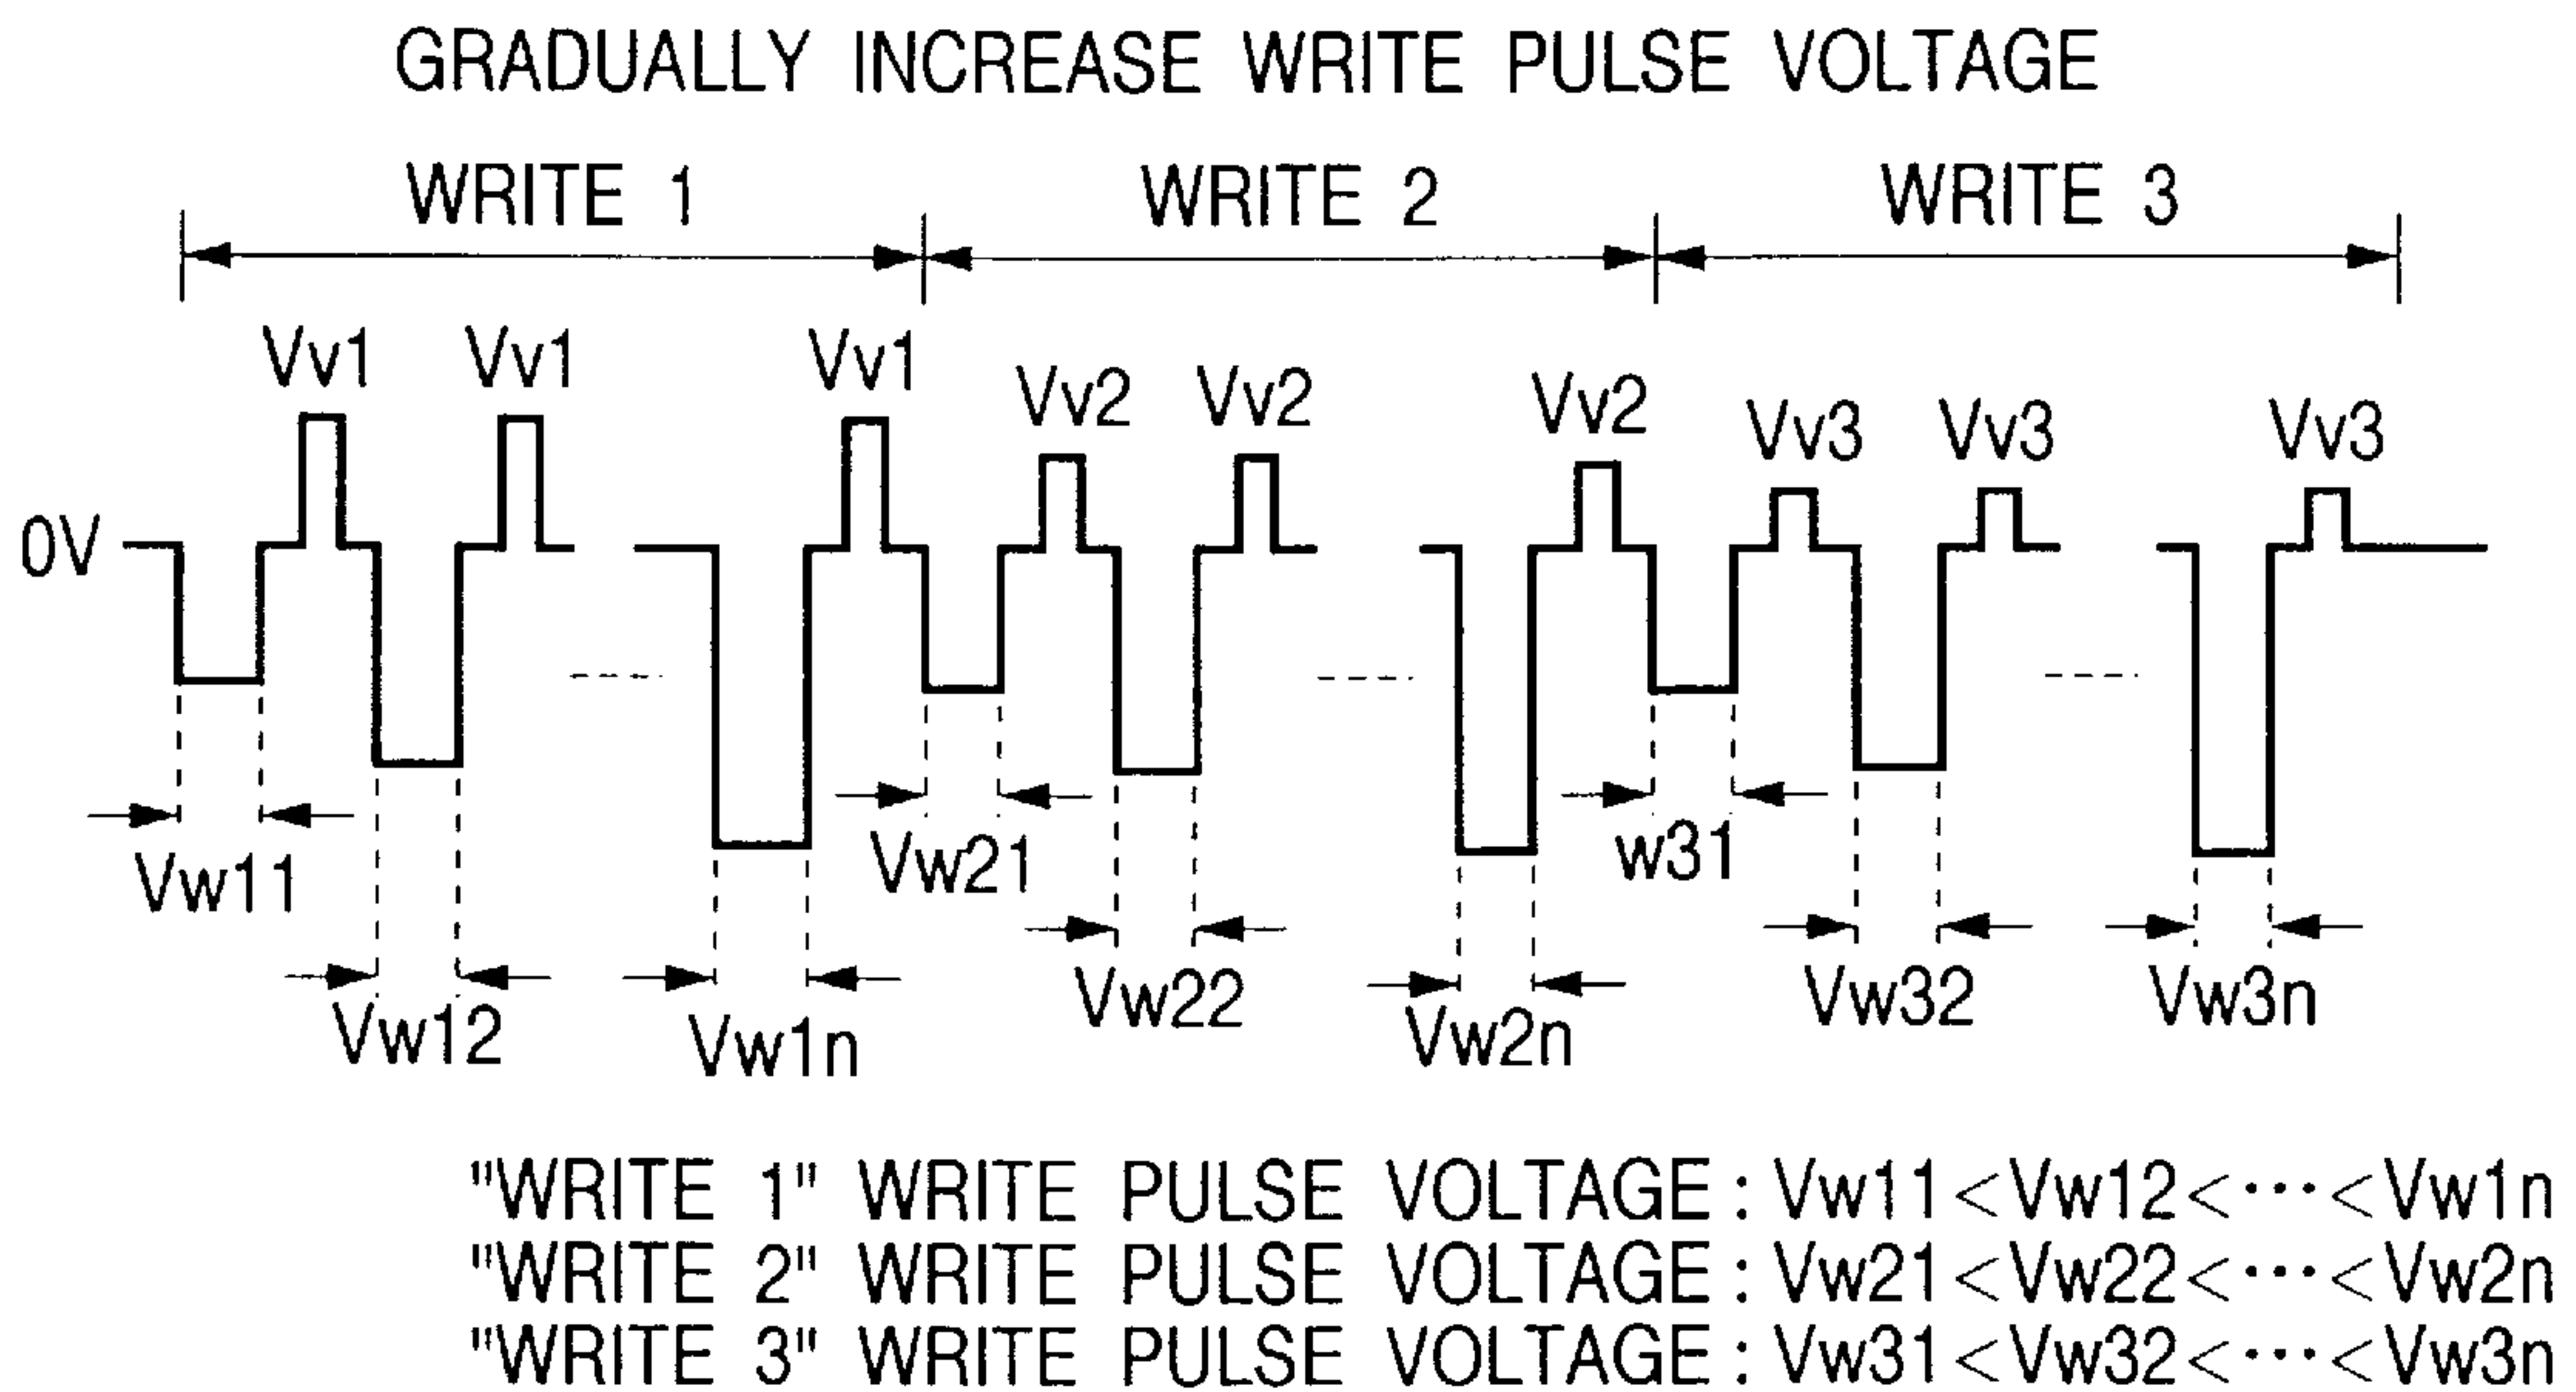 GRADUALLY INCREASE WRITE PULSE VOLTAGE
WRITE 1 WRITE 2 WRITE 3
Vv1 Vv1 Vv1 Vv2 Vv2 Vv2 Vv3 Vv3 Vv3
0V
Vw11 Vw21 w31
Vw12 Vw1n Vw22 Vw2n Vw32 Vw3n
"WRITE 1" WRITE PULSE VOLTAGE : Vw11<Vw12<···<Vw1n
"WRITE 2" WRITE PULSE VOLTAGE : Vw21<Vw22<···<Vw2n
"WRITE 3" WRITE PULSE VOLTAGE : Vw31<Vw32<···<Vw3n